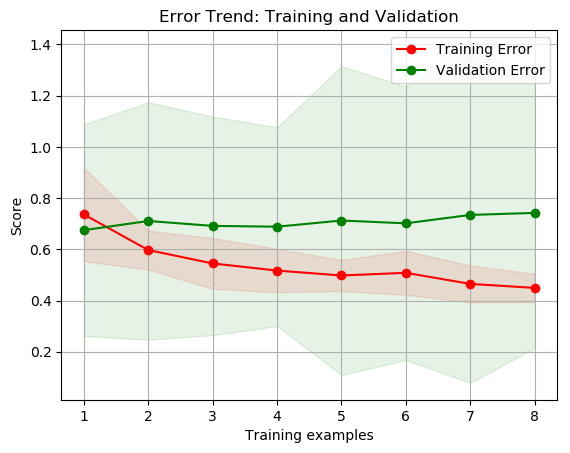 Error Trend: Training and Validation
Training Error
Validation Error
1.4
1.2
1.0
0.8
0.6
0.4
0.2
Score
1 2 3 4 5 6 7 8
Training examples